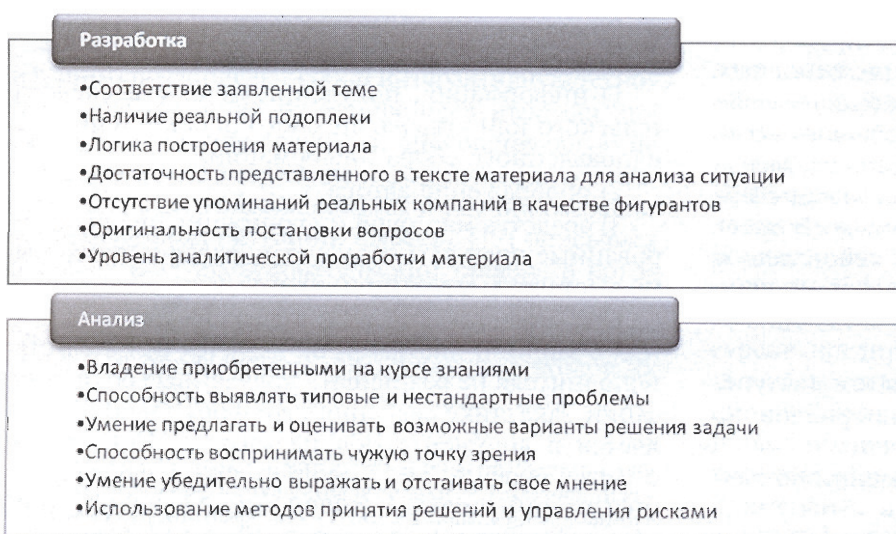 Разработка
•Соответствие заявленной теме
•Наличие реальной подоплеки
•Логика построения материала
•Достаточность представленного в тексте материала для анализа ситуации
•Отсутствие упоминаний реальных компаний в качестве фигурантов
•Оригинальность постановки вопросов
•Уровень аналитической проработки материала
Анализ
•Владение приобретенными на курсе знаниями
•Способность выявлять типовые и нестандартные проблемы
•Умение предлагать и оценивать возможные варианты решения задачи
•Способность воспринимать чужую точку зрения
•Умение убедительно выражать и отстаивать свое мнение
•Использование методов принятия решений и управления рисками